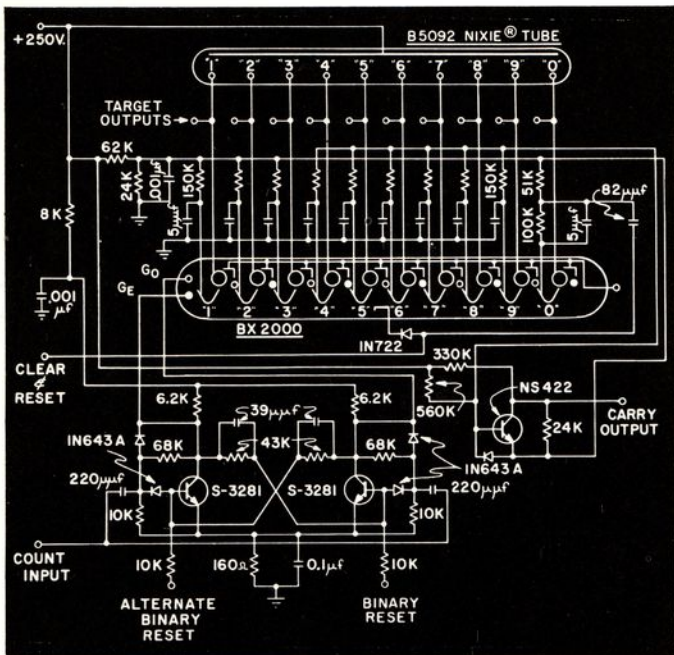 +250V.
B5092 NIXIE® TUBE
"1" "2" "3" "4" "5" "6" "7" "8" "9" "0"
TARGET
OUTPUTS
62K
24K
.001μf
150K
150K
51K
82μμf
8K
5μμf
100K
5μμf
GO
GE
.001
μf
"1" "2" "3" "4" "5" "6" "7" "8" "9" "0"
BX 2000
IN722
CLEAR
&
RESET
330K
NS422
6.2K
39μμf
6.2K
560K
CARRY
OUTPUT
24K
IN643A
68K
43K
68K
IN643A
220μμf
S-3281
S-3281
220μμf
10K
10K
COUNT
INPUT
10K
160Ω
0.1μf
10K
ALTERNATE
BINARY
RESET
BINARY
RESET